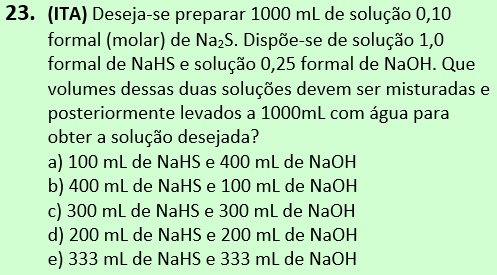 23. (ITA) Deseja-se preparar 1000 mL de solução 0,10
formal (molar) de Na₂S. Dispõe-se de solução 1,0
formal de NaHS e solução 0,25 formal de NaOH. Que
volumes dessas duas soluções devem ser misturadas e
posteriormente levados a 1000mL com água para
obter a solução desejada?
a) 100 mL de NaHS e 400 mL de NaOH
b) 400 mL de NaHS e 100 mL de NaOH
c) 300 mL de NaHS e 300 mL de NaOH
d) 200 mL de NaHS e 200 mL de NaOH
e) 333 mL de NaHS e 333 mL de NaOH